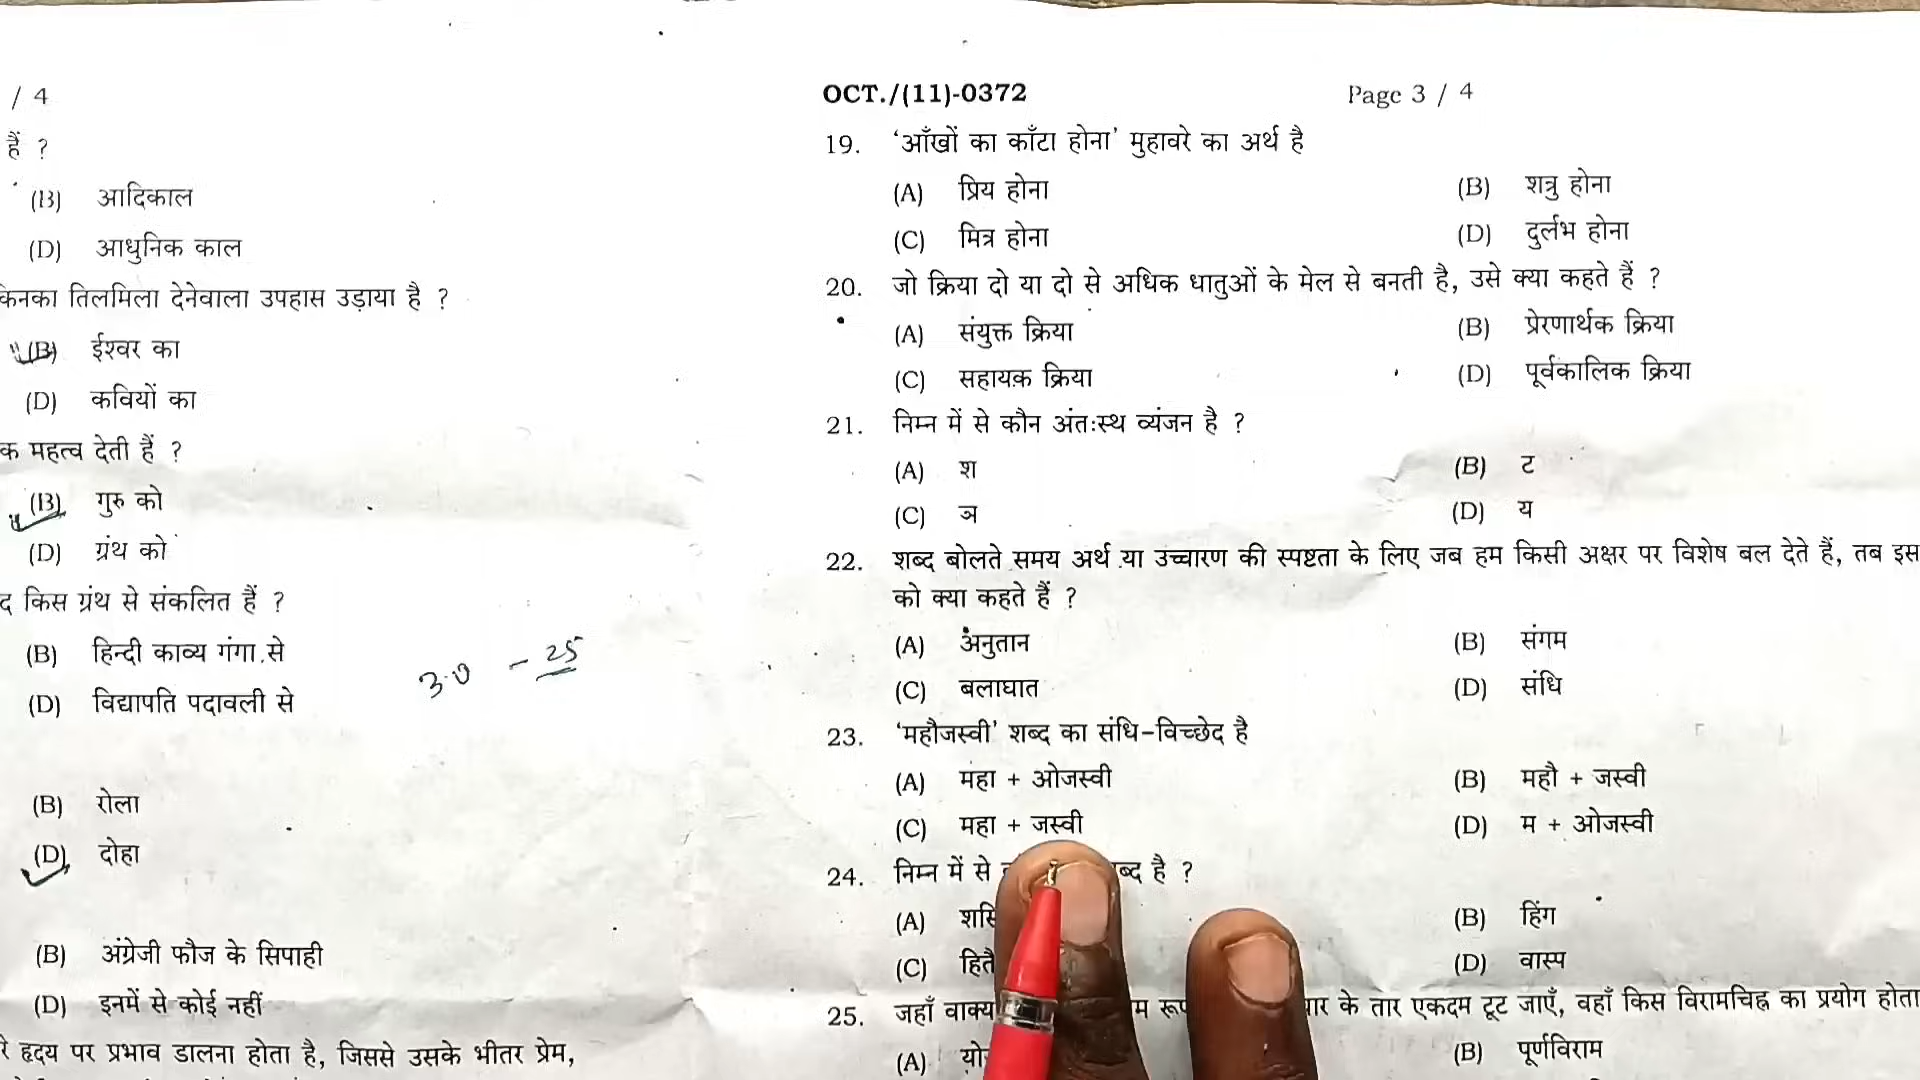 / 4
हैं ?
(B) आदिकाल
(D) आधुनिक काल
तिलमिला देनेवाला उपहास उड़ाया है ?
(B) ईश्वर का
(D) कवियों का
महत्व देती हैं ?
(B) गुरु को
(D) ग्रंथ को
किस ग्रंथ से संकलित हैं ?
(B) हिन्दी काव्य गंगा से
(D) विद्यापति पदावली से
30 - 25
(B) रोला
(D) दोहा
(B) अंग्रेजी फौज के सिपाही
(D) इनमें से कोई नहीं
हृदय पर प्रभाव डालना होता है, जिससे उसके भीतर प्रेम,
OCT./(11)-0372 Page 3 / 4
19. ‘आँखों का काँटा होना’ मुहावरे का अर्थ है
(A) प्रिय होना (B) शत्रु होना
(C) मित्र होना (D) दुर्लभ होना
20. जो क्रिया दो या दो से अधिक धातुओं के मेल से बनती है, उसे क्या कहते हैं ?
(A) संयुक्त क्रिया (B) प्रेरणार्थक क्रिया
(C) सहायक क्रिया (D) पूर्वकालिक क्रिया
21. निम्न में से कौन अंतःस्थ व्यंजन है ?
(A) श (B) ट
(C) ञ (D) य
22. शब्द बोलते समय अर्थ या उच्चारण की स्पष्टता के लिए जब हम किसी अक्षर पर विशेष बल देते हैं, तब इस
को क्या कहते हैं ?
(A) अनुतान (B) संगम
(C) बलाघात (D) संधि
23. ‘महौजस्वी’ शब्द का संधि-विच्छेद है
(A) महा + ओजस्वी (B) महौ + जस्वी
(C) महा + जस्वी (D) म + ओजस्वी
24. निम्न में से है ?
(A) (B) हिंग
(C) (D) वास्प
25. जहाँ के तार एकदम टूट जाएँ, वहाँ किस विरामचिह्न का प्रयोग होता
(A) (B) पूर्णविराम